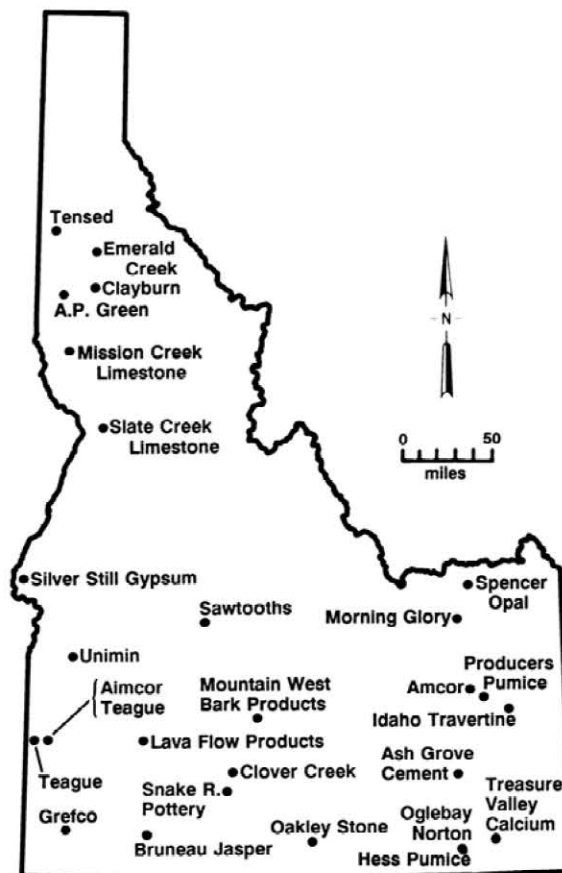 Tensed
Emerald
Creek
Clayburn
A.P. Green
N
Mission Creek
Limestone
0 50
miles
Slate Creek
Limestone
Silver Still Gypsum
Spencer
Opal
Sawtooths
Morning Glory
Unimin
Producers
Pumice
Aimcor
Teague
Mountain West
Bark Products
Amcor
Idaho Travertine
Lava Flow Products
Teague
Clover Creek
Ash Grove
Cement
Snake R.
Pottery
Treasure
Valley
Calcium
Grefco
Bruneau Jasper
Oakley Stone
Oglebay
Norton
Hess Pumice